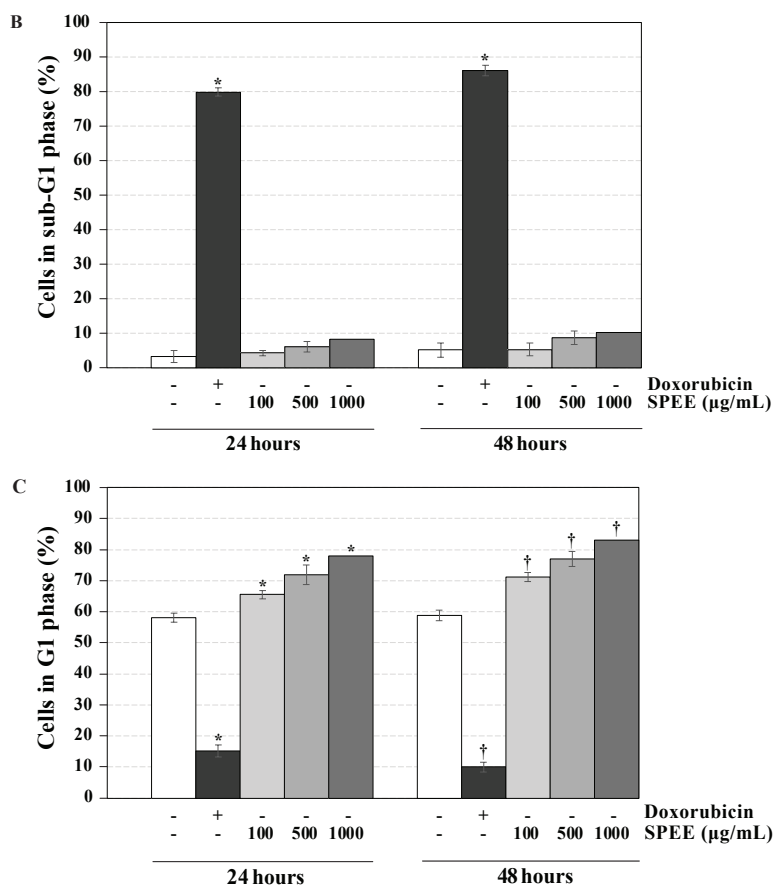 B
Cells in sub-G1 phase (%)
100
90
80
70
60
50
40
30
20
10
0
* *
- + - - - - + - - - Doxorubicin
- - 100 500 1000 - - 100 500 1000 SPEE (µg/mL)
24 hours 48 hours
C
Cells in G1 phase (%)
100
90
80
70
60
50
40
30
20
10
0
* * * * † † † †
- + - - - - + - - - Doxorubicin
- - 100 500 1000 - - 100 500 1000 SPEE (µg/mL)
24 hours 48 hours